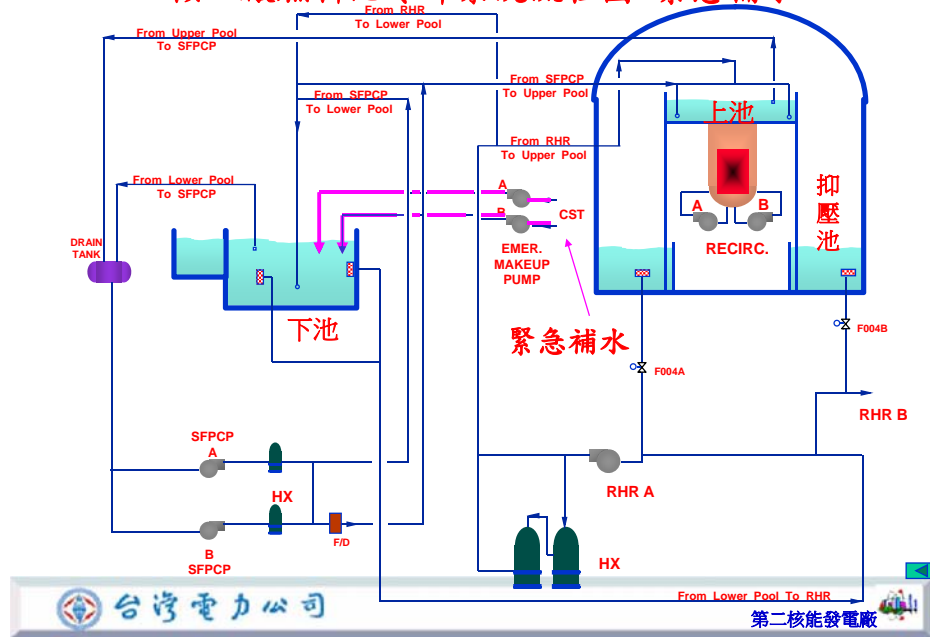 From RHR
To Lower Pool
From Upper Pool
To SFPCP
From SFPCP
To Upper Pool
From SFPCP
To Lower Pool
上池
From RHR
To Upper Pool
From Lower Pool
To SFPCP
A
B
CST
EMER.
MAKEUP
PUMP
A
B
RECIRC.
抑
壓
池
DRAIN
TANK
下池
緊急補水
F004B
F004A
RHR B
SFPCP
A
HX
RHR A
F/D
B
SFPCP
HX
From Lower Pool To RHR
台灣電力公司
第二核能發電廠